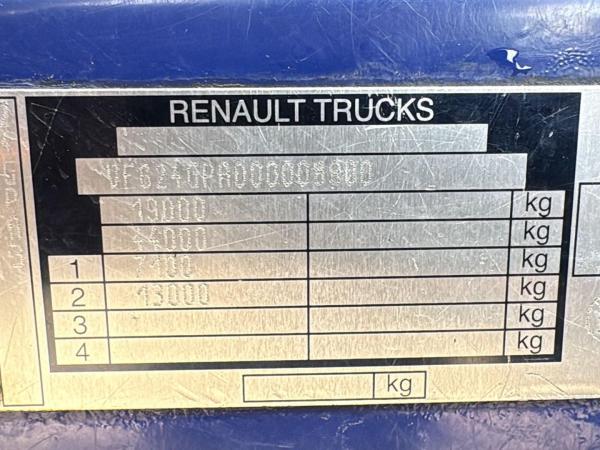 RENAULT TRUCKS
19000 kg
kg
1 7100 kg
2 13000 kg
3 kg
4 kg
kg